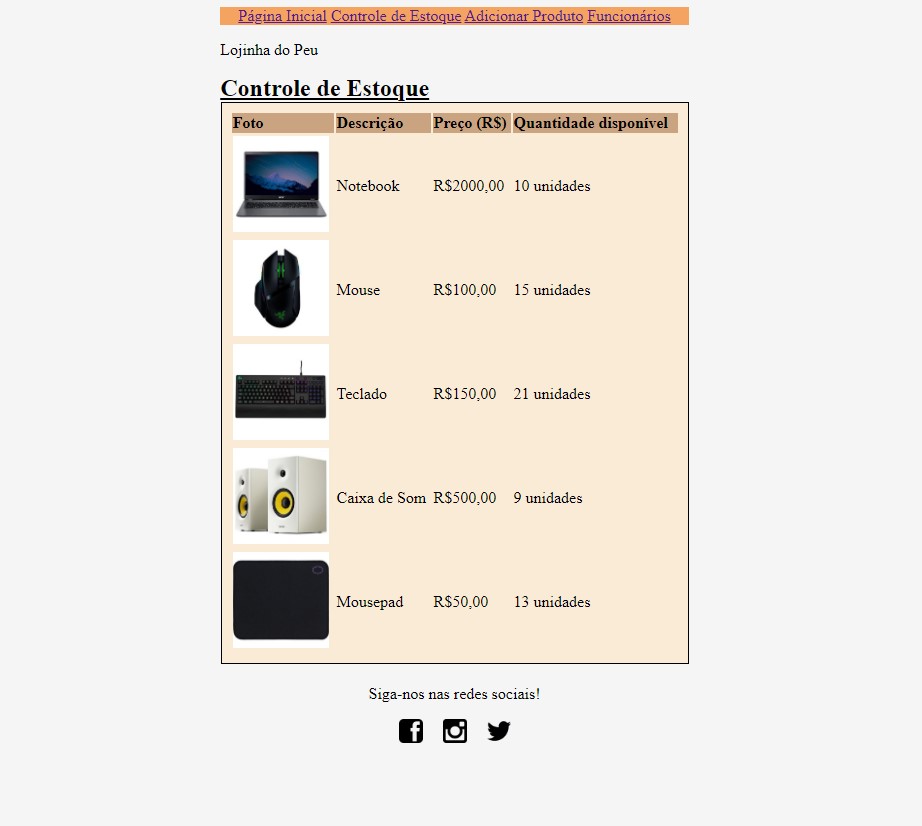 Página Inicial Controle de Estoque Adicionar Produto Funcionários
Lojinha do Peu
Controle de Estoque
Foto Descrição Preço (R$) Quantidade disponível
Notebook R$2000,00 10 unidades
Mouse R$100,00 15 unidades
Teclado R$150,00 21 unidades
Caixa de Som R$500,00 9 unidades
Mousepad R$50,00 13 unidades
Siga-nos nas redes sociais!